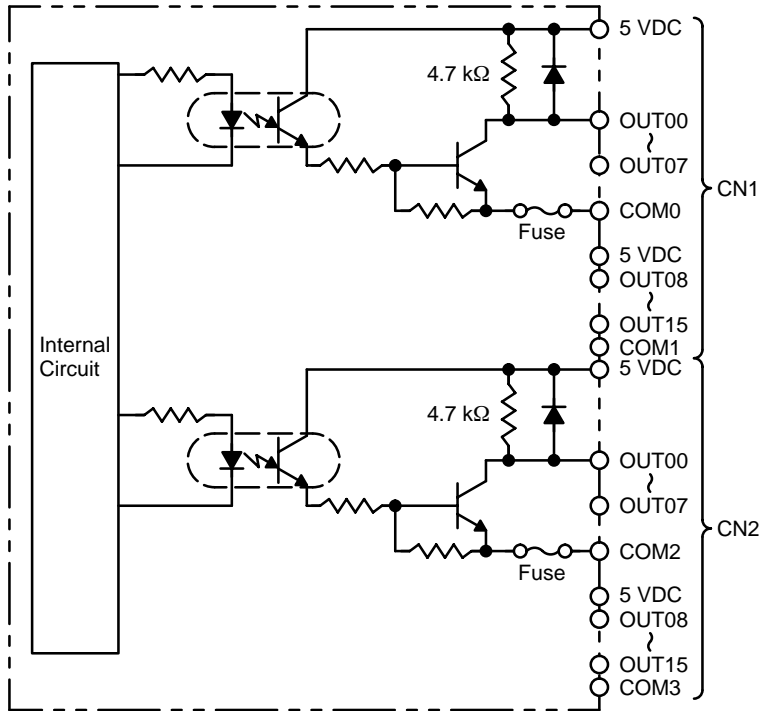 5 VDC
4.7 kΩ
OUT00
~
OUT07
CN1
COM0
Fuse
5 VDC
OUT08
~
OUT15
Internal
Circuit
COM1
5 VDC
4.7 kΩ
OUT00
~
OUT07
CN2
COM2
Fuse
5 VDC
OUT08
~
OUT15
COM3